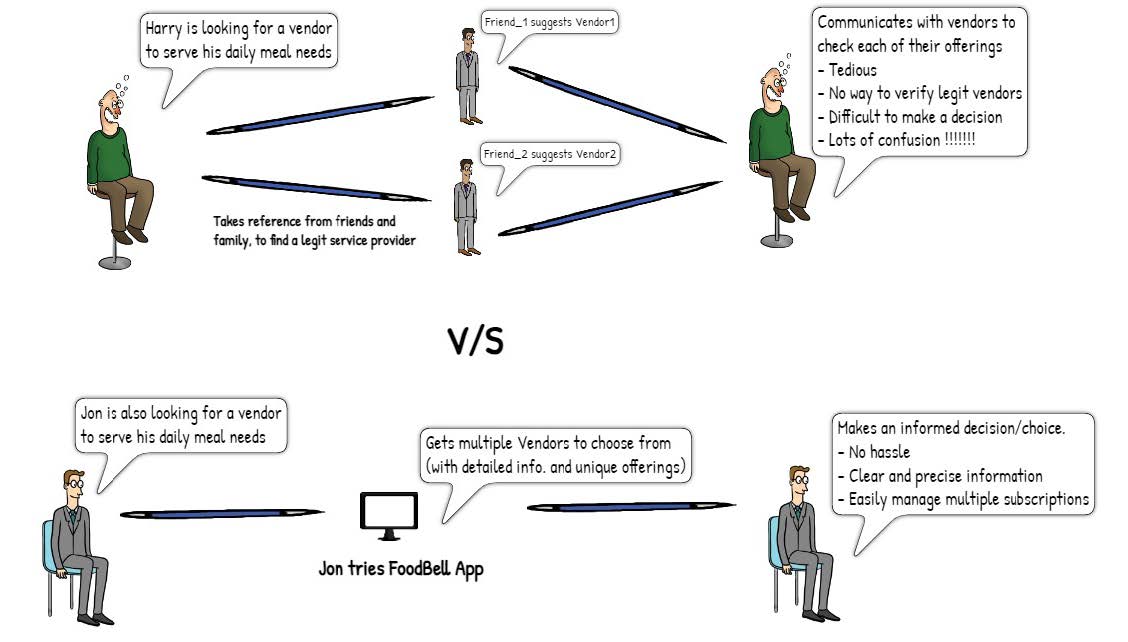 Harry is looking for a vendor
to serve his daily meal needs
Friend_1 suggests Vendor1
Communicates with vendors to
check each of their offerings
- Tedious
- No way to verify legit vendors
- Difficult to make a decision
- Lots of confusion !!!!!!!
Friend_2 suggests Vendor2
Takes reference from friends and
family, to find a legit service provider
V/S
Jon is also looking for a vendor
to serve his daily meal needs
Gets multiple Vendors to choose from
(with detailed info. and unique offerings)
Makes an informed decision/choice.
- No hassle
- Clear and precise information
- Easily manage multiple subscriptions
Jon tries FoodBell App